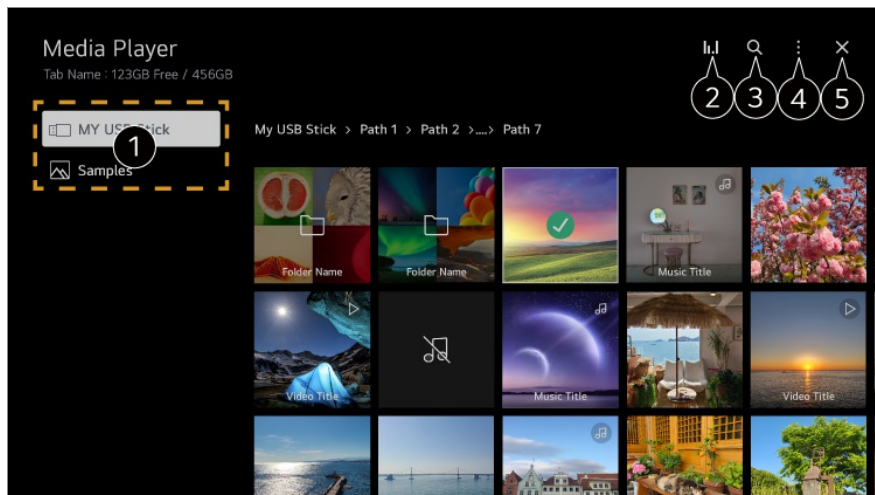 Media Player
Tab Name : 123GB Free / 456GB
2 3 4 5
MY USB Stick
1
Samples
My USB Stick > Path 1 > Path 2 >....> Path 7
Folder Name Folder Name Music Title
Video Title Music Title Video Title